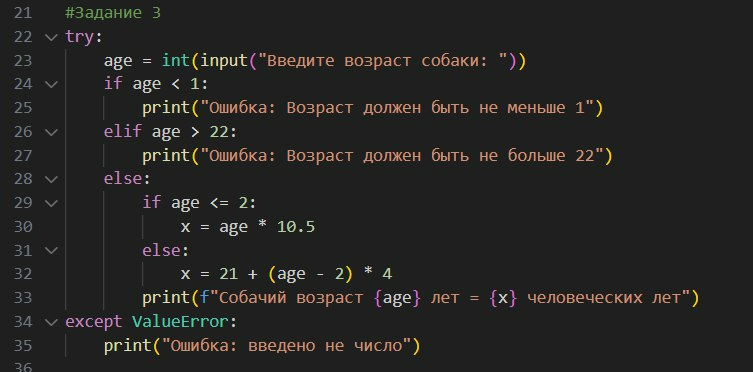 21 #Задание 3
22 try:
23     age = int(input("Введите возраст собаки: "))
24     if age < 1:
25         print("Ошибка: Возраст должен быть не меньше 1")
26     elif age > 22:
27         print("Ошибка: Возраст должен быть не больше 22")
28     else:
29         if age <= 2:
30             x = age * 10.5
31         else:
32             x = 21 + (age - 2) * 4
33         print(f"Собачий возраст {age} лет = {x} человеческих лет")
34 except ValueError:
35     print("Ошибка: введено не число")
36